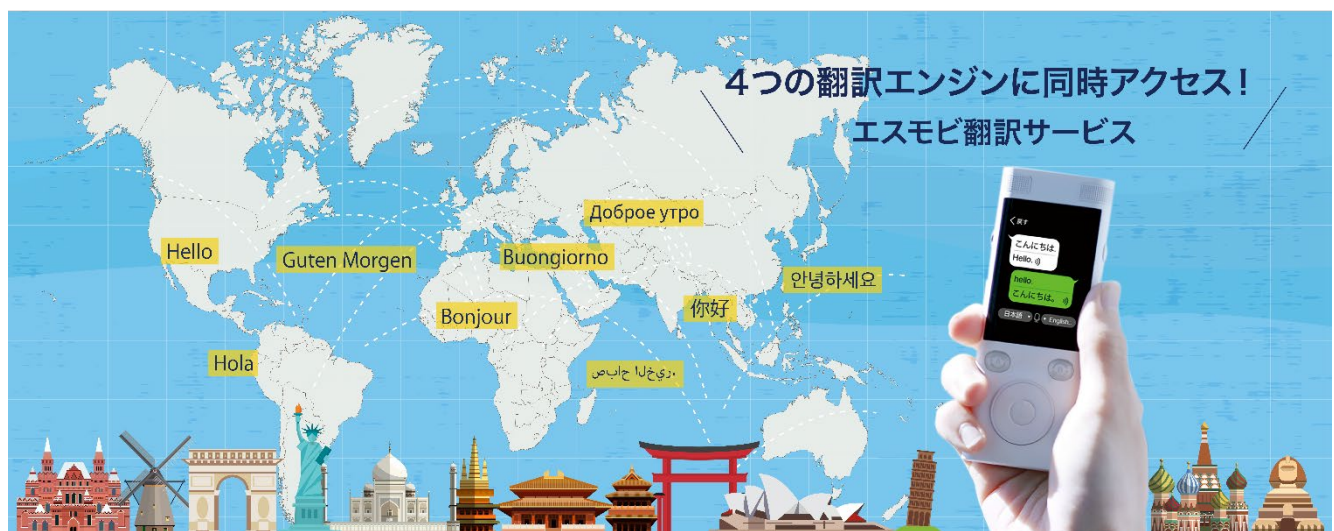 4つの翻訳エンジンに同時アクセス!
エスモビ翻訳サービス
Hello
Guten Morgen
Доброе утро
Buongiorno
안녕하세요
你好
Bonjour
Hola
صباح الخير.
戻す
こんにちは
Hello.
hello.
こんにちは。
日本語 English